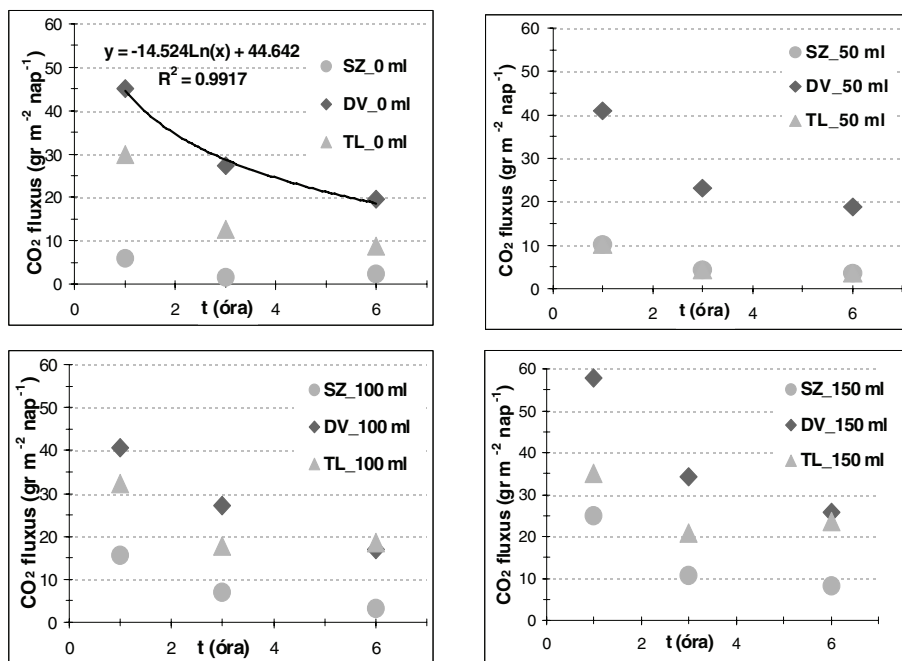 60
50
40
30
20
10
0
CO₂ fluxus (gr m⁻² nap⁻¹)
y = -14.524Ln(x) + 44.642
R² = 0.9917
SZ_0 ml
DV_0 ml
TL_0 ml
0 2 4 6
t (óra)
60
50
40
30
20
10
0
CO₂ fluxus (gr m⁻² nap⁻¹)
SZ_50 ml
DV_50 ml
TL_50 ml
0 2 4 6
t (óra)
60
50
40
30
20
10
0
CO₂ fluxus (gr m⁻² nap⁻¹)
SZ_100 ml
DV_100 ml
TL_100 ml
0 2 4 6
t (óra)
60
50
40
30
20
10
0
CO₂ fluxus (gr m⁻² nap⁻¹)
SZ_150 ml
DV_150 ml
TL_150 ml
0 2 4 6
t (óra)